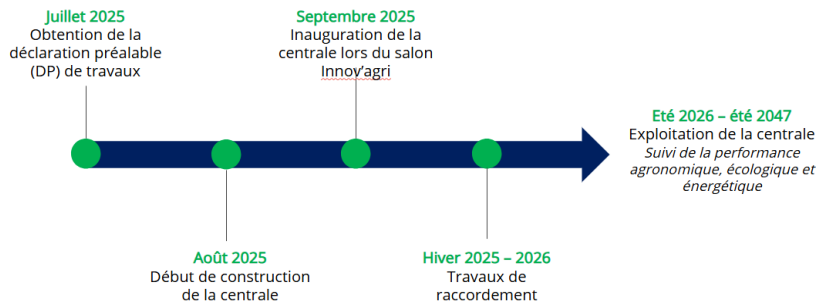 Juillet 2025
Obtention de la
déclaration préalable
(DP) de travaux
Août 2025
Début de construction
de la centrale
Septembre 2025
Inauguration de la
centrale lors du salon
Innov'agri
Hiver 2025 – 2026
Travaux de
raccordement
Eté 2026 – été 2047
Exploitation de la centrale
Suivi de la performance
agronomique, écologique et
énergétique